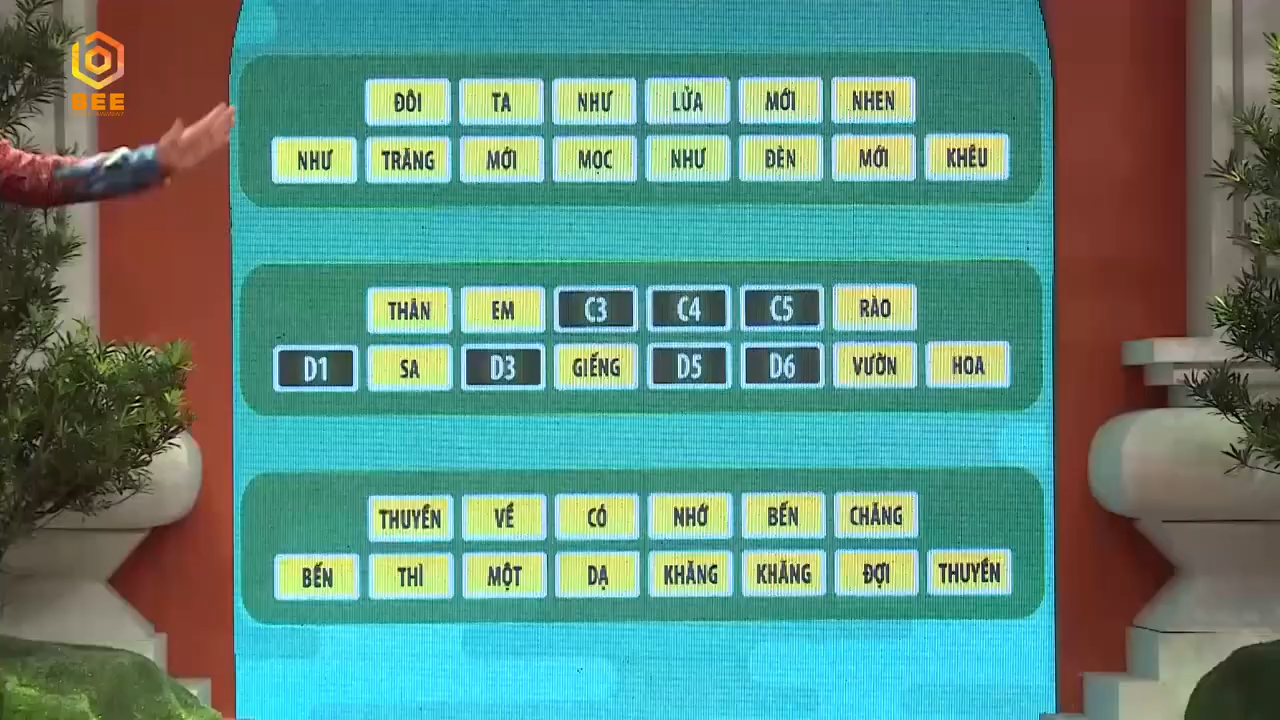 BEE
ĐÔI TA NHƯ LỬA MỚI NHEN
NHƯ TRĂNG MỚI MỌC NHƯ ĐÈN MỚI KHÊU
THÂN EM C3 C4 C5 RÀO
D1 SA D3 GIẾNG D5 D6 VƯỜN HOA
THUYỀN VỀ CÓ NHỚ BẾN CHĂNG
BẾN THÌ MỘT DẠ KHĂNG KHĂNG ĐỢI THUYỀN